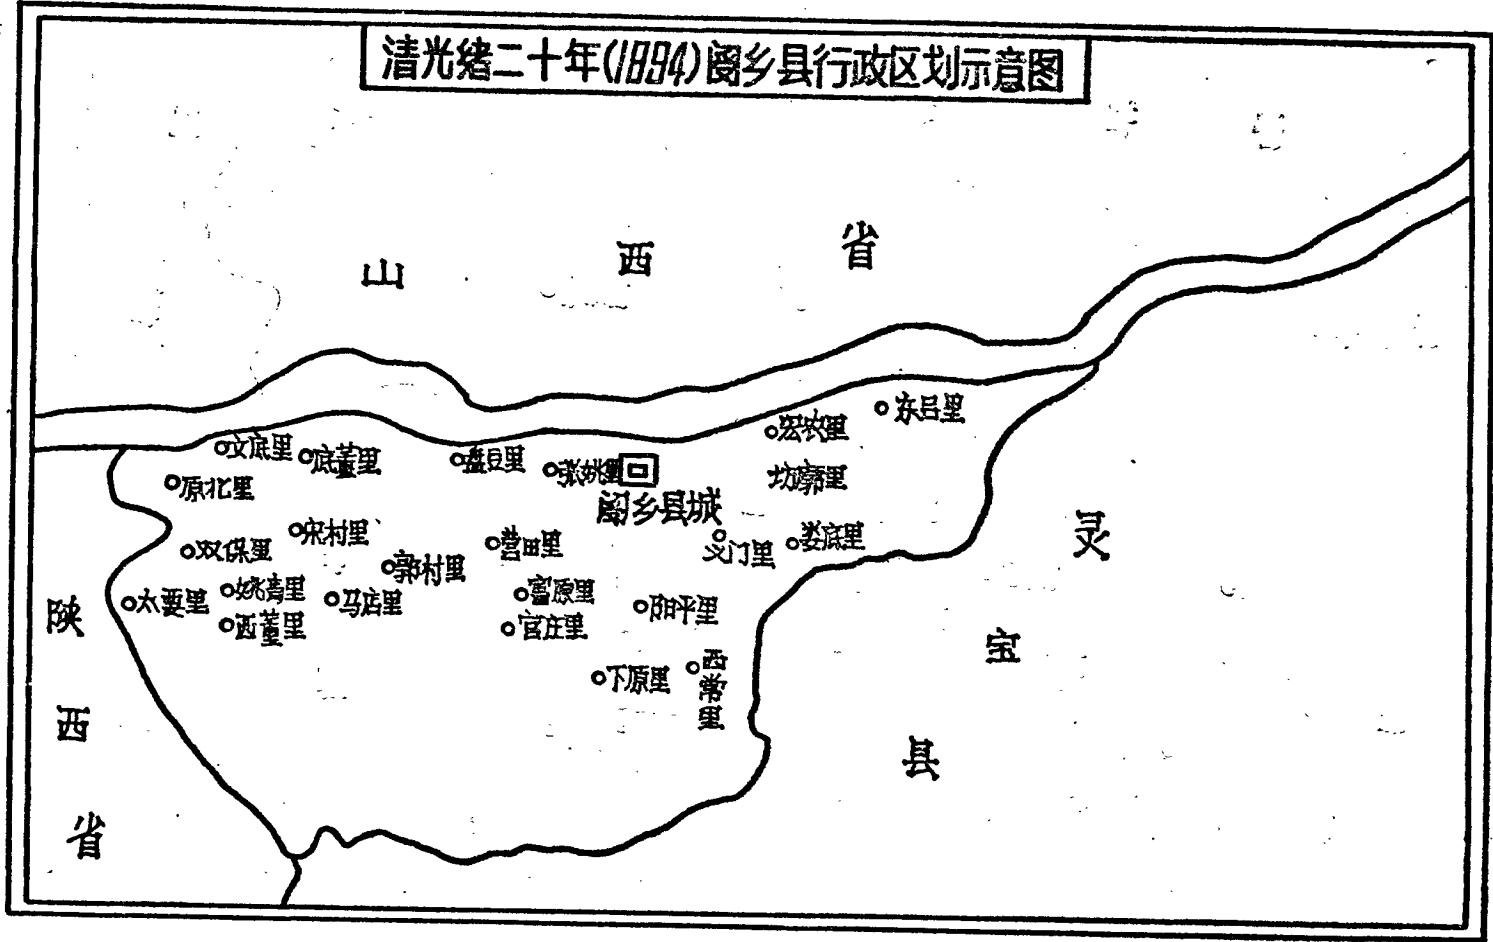 清光绪二十年(1894)阌乡县行政区划示意图
山西省
东吕里
宏农里
文底里
底董里
盘豆里
张姚里
坊廓里
原北里
阌乡县城
宋村里
双保里
郭村里
营田里
义门里
娄底里
灵宝县
太要里
姚青里
西董里
马店里
富原里
官庄里
阳平里
下原里
西常里
陕西省